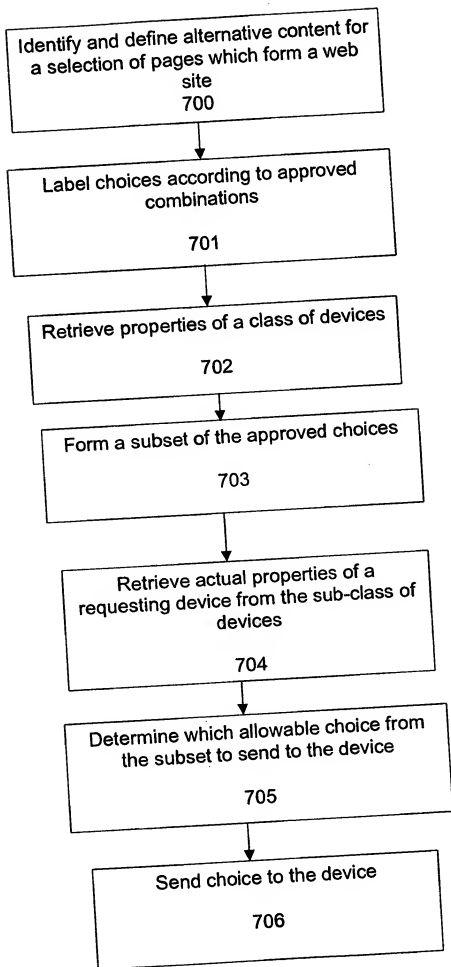 Identify and define alternative content for
a selection of pages which form a web
site
700
Label choices according to approved
combinations
701
Retrieve properties of a class of devices
702
Form a subset of the approved choices
703
Retrieve actual properties of a
requesting device from the sub-class of
devices
704
Determine which allowable choice from
the subset to send to the device
705
Send choice to the device
706